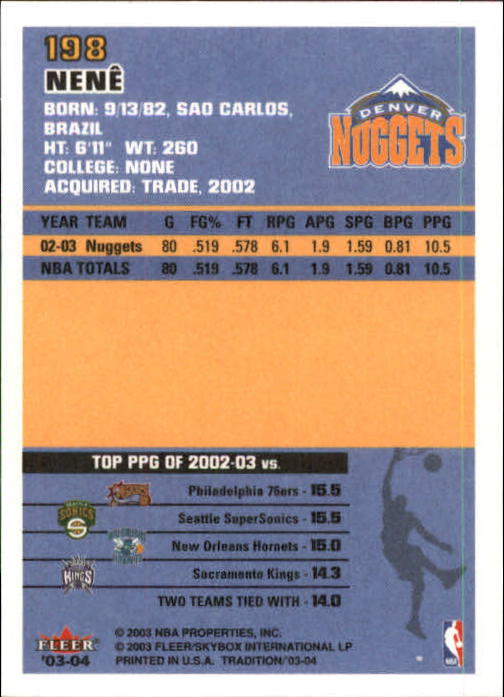 198
NENÊ
BORN: 9/13/82, SAO CARLOS,
BRAZIL
HT: 6'11" WT: 260
COLLEGE: NONE
ACQUIRED: TRADE, 2002
DENVER
NUGGETS
YEAR TEAM G FG% FT RPG APG SPG BPG PPG
02-03 Nuggets 80 .519 .578 6.1 1.9 1.59 0.81 10.5
NBA TOTALS 80 .519 .578 6.1 1.9 1.59 0.81 10.5
TOP PPG OF 2002-03 vs.
Philadelphia 76ers - 15.5
SONICS
Seattle SuperSonics - 15.5
New Orleans Hornets - 15.0
KINGS
Sacramento Kings - 14.3
TWO TEAMS TIED WITH - 14.0
FLEER
'03-04
© 2003 NBA PROPERTIES, INC.
© 2003 FLEER/SKYBOX INTERNATIONAL LP
PRINTED IN U.S.A. TRADITION/'03-04
NBA